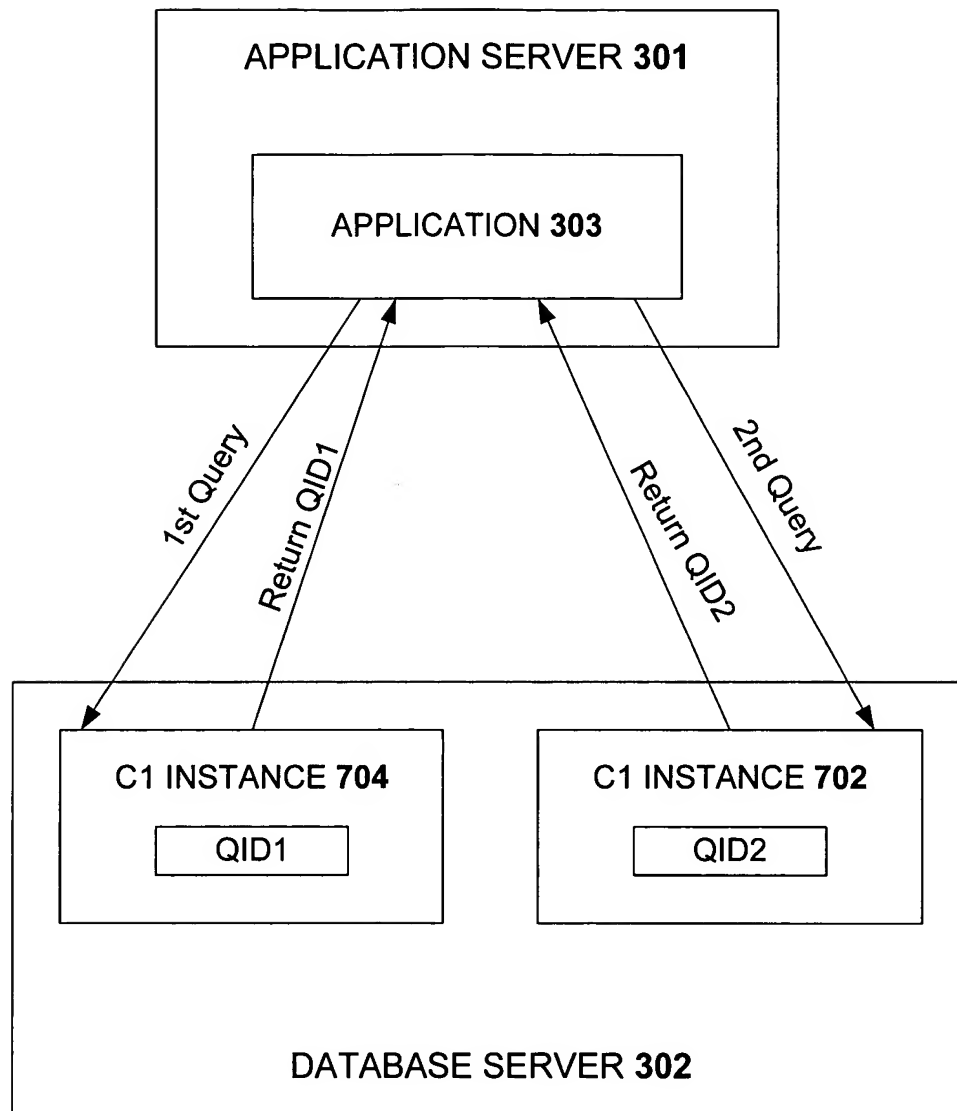 APPLICATION SERVER 301
APPLICATION 303
1st Query
Return QID1
Return QID2
2nd Query
C1 INSTANCE 704
QID1
C1 INSTANCE 702
QID2
DATABASE SERVER 302